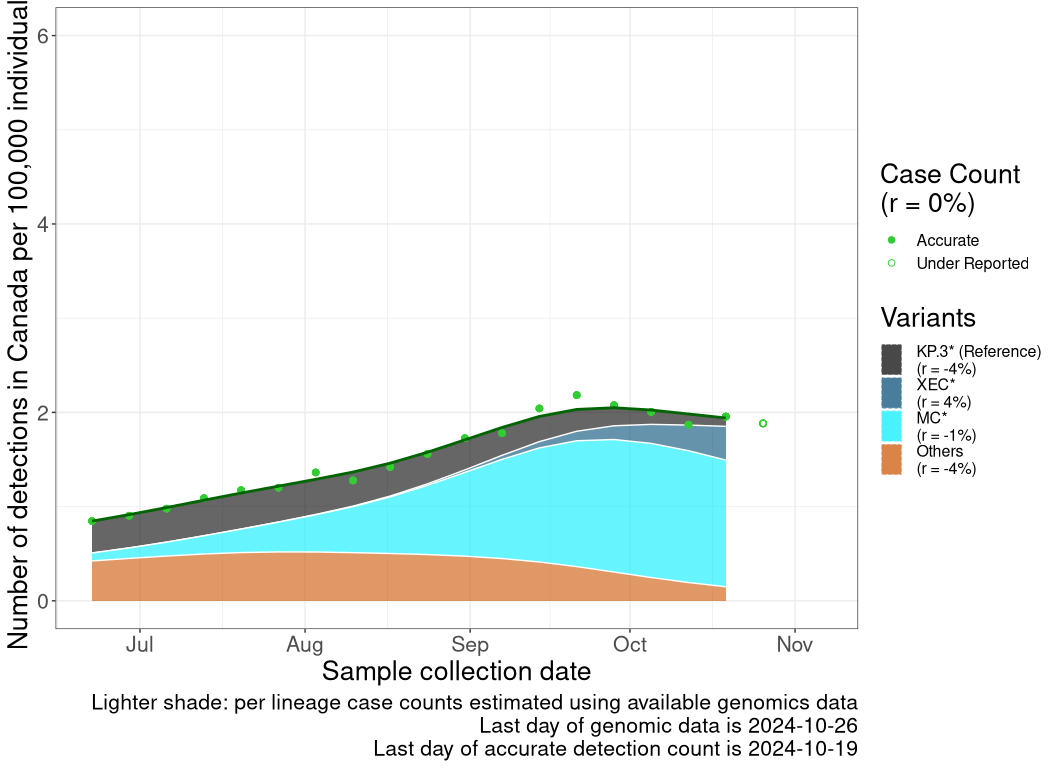 Number of detections in Canada per 100,000 individual
6
4
2
0
Jul
Aug
Sep
Oct
Nov
Sample collection date
Lighter shade: per lineage case counts estimated using available genomics data
Last day of genomic data is 2024-10-26
Last day of accurate detection count is 2024-10-19
Case Count
(r = 0%)
Accurate
Under Reported
Variants
KP.3* (Reference)
(r = -4%)
XEC*
(r = 4%)
MC*
(r = -1%)
Others
(r = -4%)